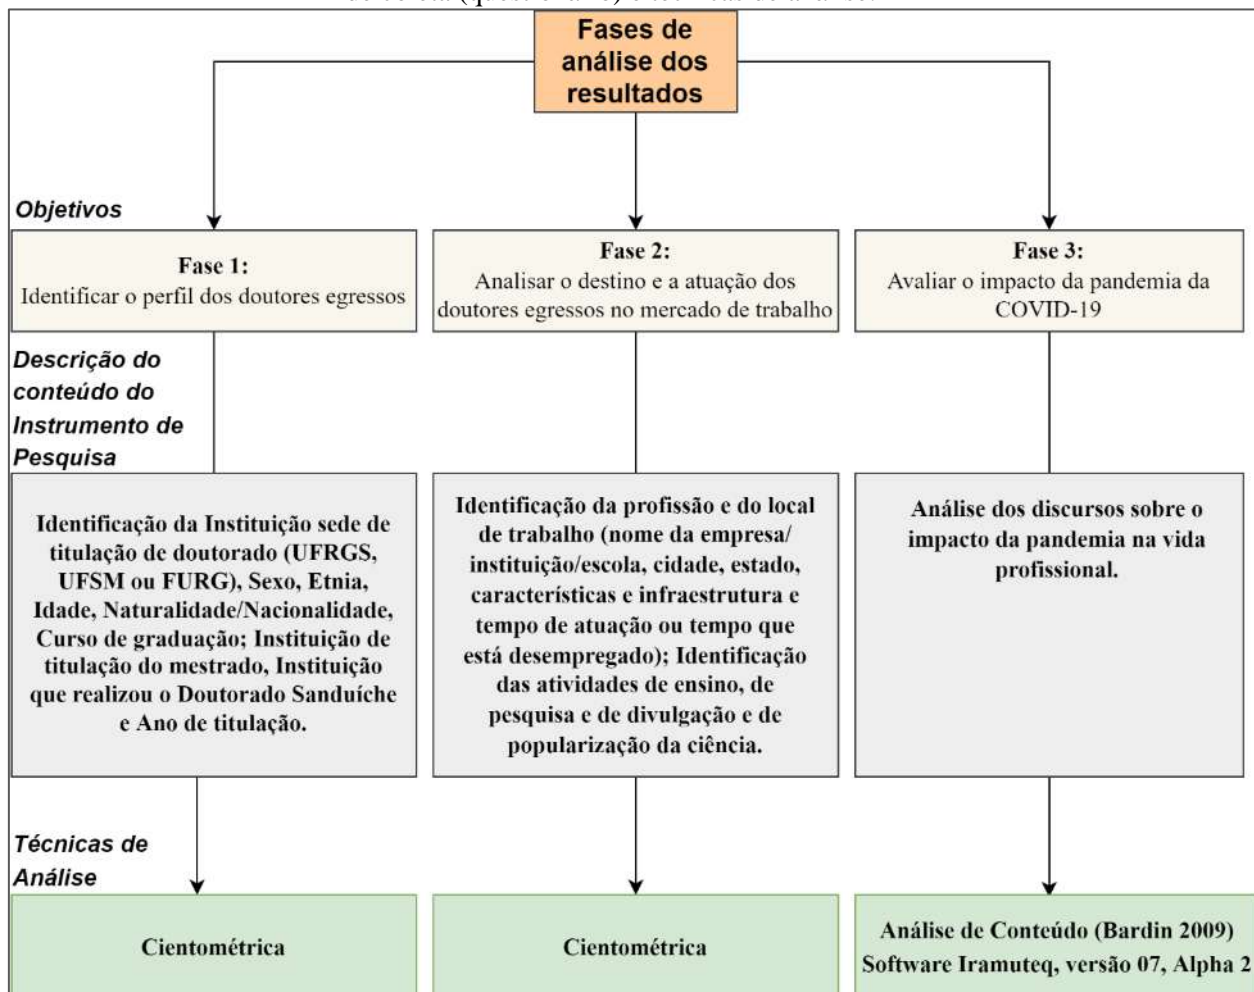 Fases de
análise dos
resultados
Objetivos
Fase 1:
Identificar o perfil dos doutores egressos
Fase 2:
Analisar o destino e a atuação dos
doutores egressos no mercado de trabalho
Fase 3:
Avaliar o impacto da pandemia da
COVID-19
Descrição do
conteúdo do
Instrumento de
Pesquisa
Identificação da Instituição sede de
titulação de doutorado (UFRGS,
UFSM ou FURG), Sexo, Etnia,
Idade, Naturalidade/Nacionalidade,
Curso de graduação; Instituição de
titulação do mestrado, Instituição
que realizou o Doutorado Sanduíche
e Ano de titulação.
Identificação da profissão e do local
de trabalho (nome da empresa/
instituição/escola, cidade, estado,
características e infraestrutura e
tempo de atuação ou tempo que
está desempregado); Identificação
das atividades de ensino, de
pesquisa e de divulgação e de
popularização da ciência.
Análise dos discursos sobre o
impacto da pandemia na vida
profissional.
Técnicas de
Análise
Cientométrica
Cientométrica
Análise de Conteúdo (Bardin 2009)
Software Iramuteq, versão 07, Alpha 2